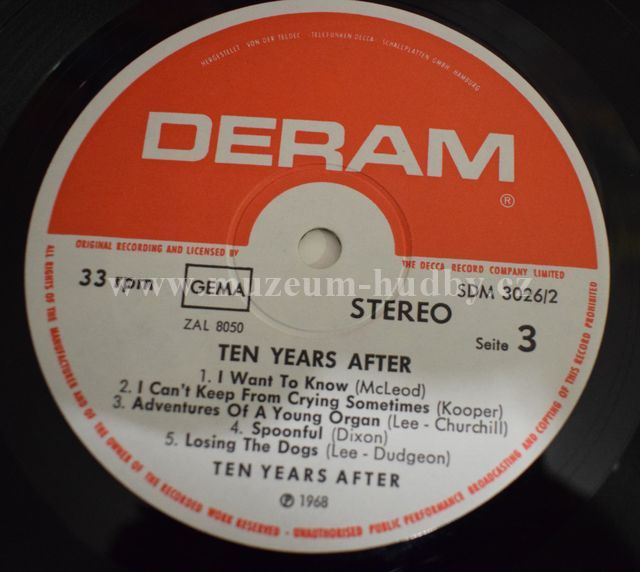 HERGESTELLT VON DER TELDEC »TELEFUNKEN-DECCA« SCHALLPLATTEN GMBH, HAMBURG
DERAM
®
ORIGINAL RECORDING AND LICENSED BY THE DECCA RECORD COMPANY LIMITED
33 rpm GEMA STEREO SDM 3026/2
ZAL 8050 Seite 3
www.muzeum-hudby.cz
TEN YEARS AFTER
1. I Want To Know (McLeod)
2. I Can't Keep From Crying Sometimes (Kooper)
3. Adventures Of A Young Organ (Lee - Churchill)
4. Spoonful (Dixon)
5. Losing The Dogs (Lee - Dudgeon)
TEN YEARS AFTER
℗ 1968
ALL RIGHTS OF THE MANUFACTURER AND OF THE OWNER OF THE RECORDED WORK RESERVED - UNAUTHORISED PUBLIC PERFORMANCE BROADCASTING AND COPYING OF THIS RECORD PROHIBITED